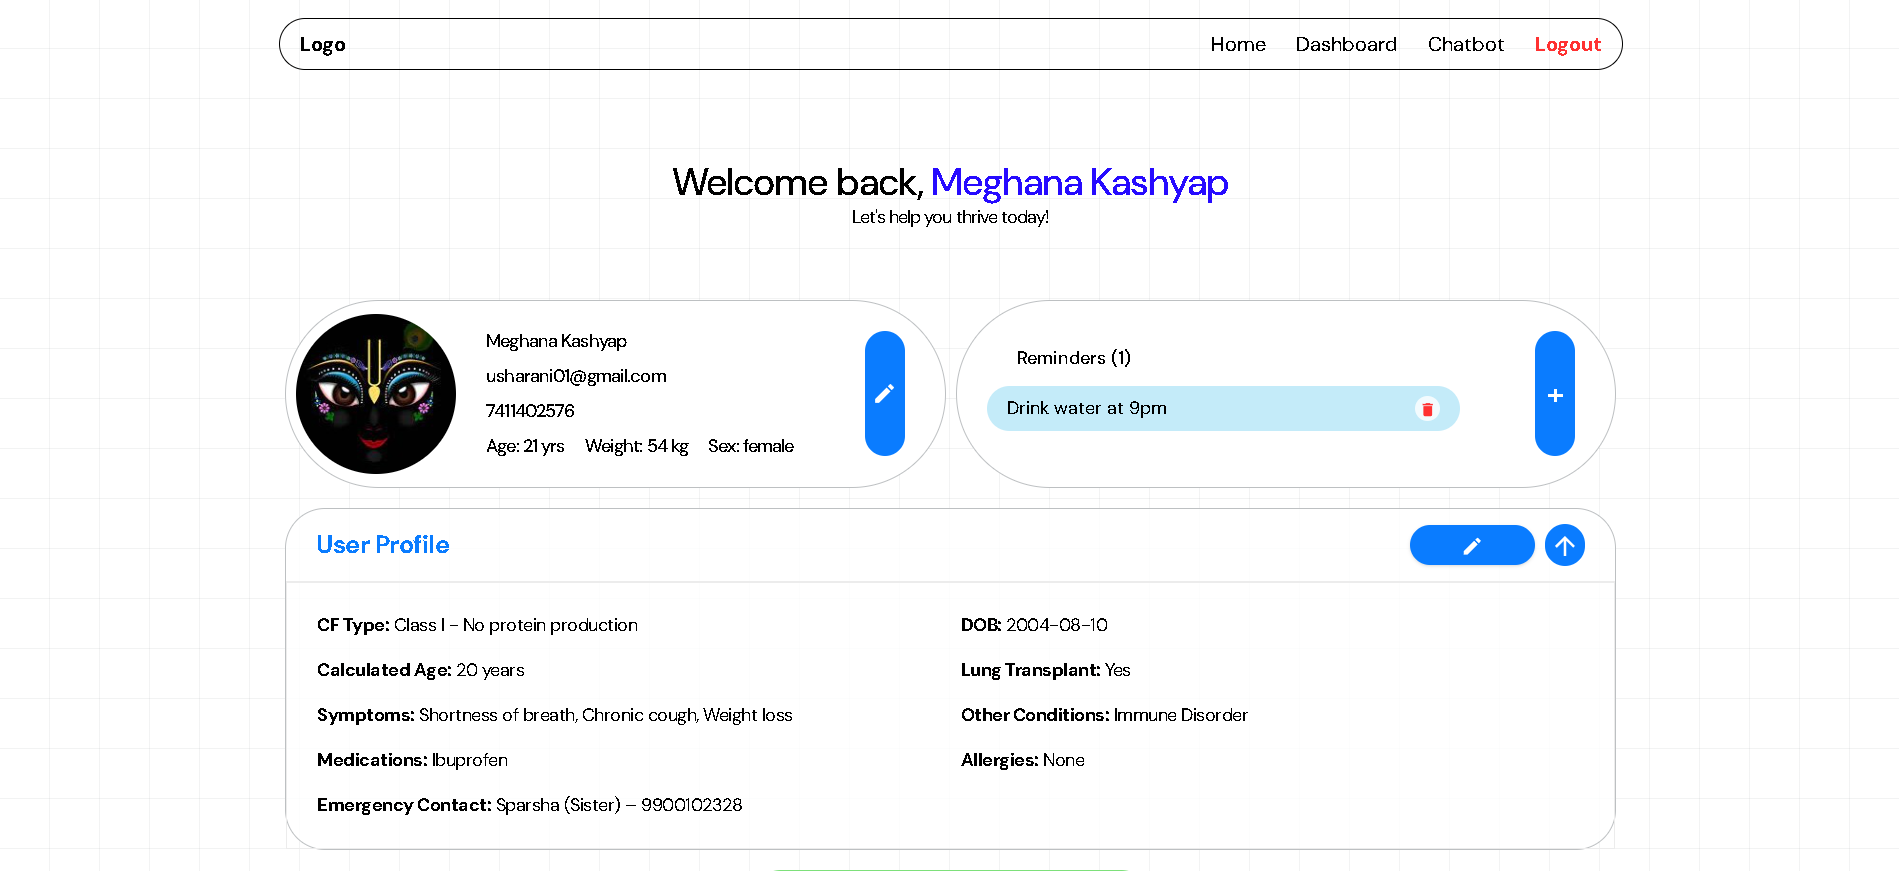 Logo Home Dashboard Chatbot Logout
Welcome back, Meghana Kashyap
Let's help you thrive today!
Meghana Kashyap
usharani01@gmail.com
7411402576
Age: 21 yrs Weight: 54 kg Sex: female
Reminders (1)
Drink water at 9pm
User Profile
CF Type: Class I - No protein production
DOB: 2004-08-10
Calculated Age: 20 years
Lung Transplant: Yes
Symptoms: Shortness of breath, Chronic cough, Weight loss
Other Conditions: Immune Disorder
Medications: Ibuprofen
Allergies: None
Emergency Contact: Sparsha (Sister) – 9900102328